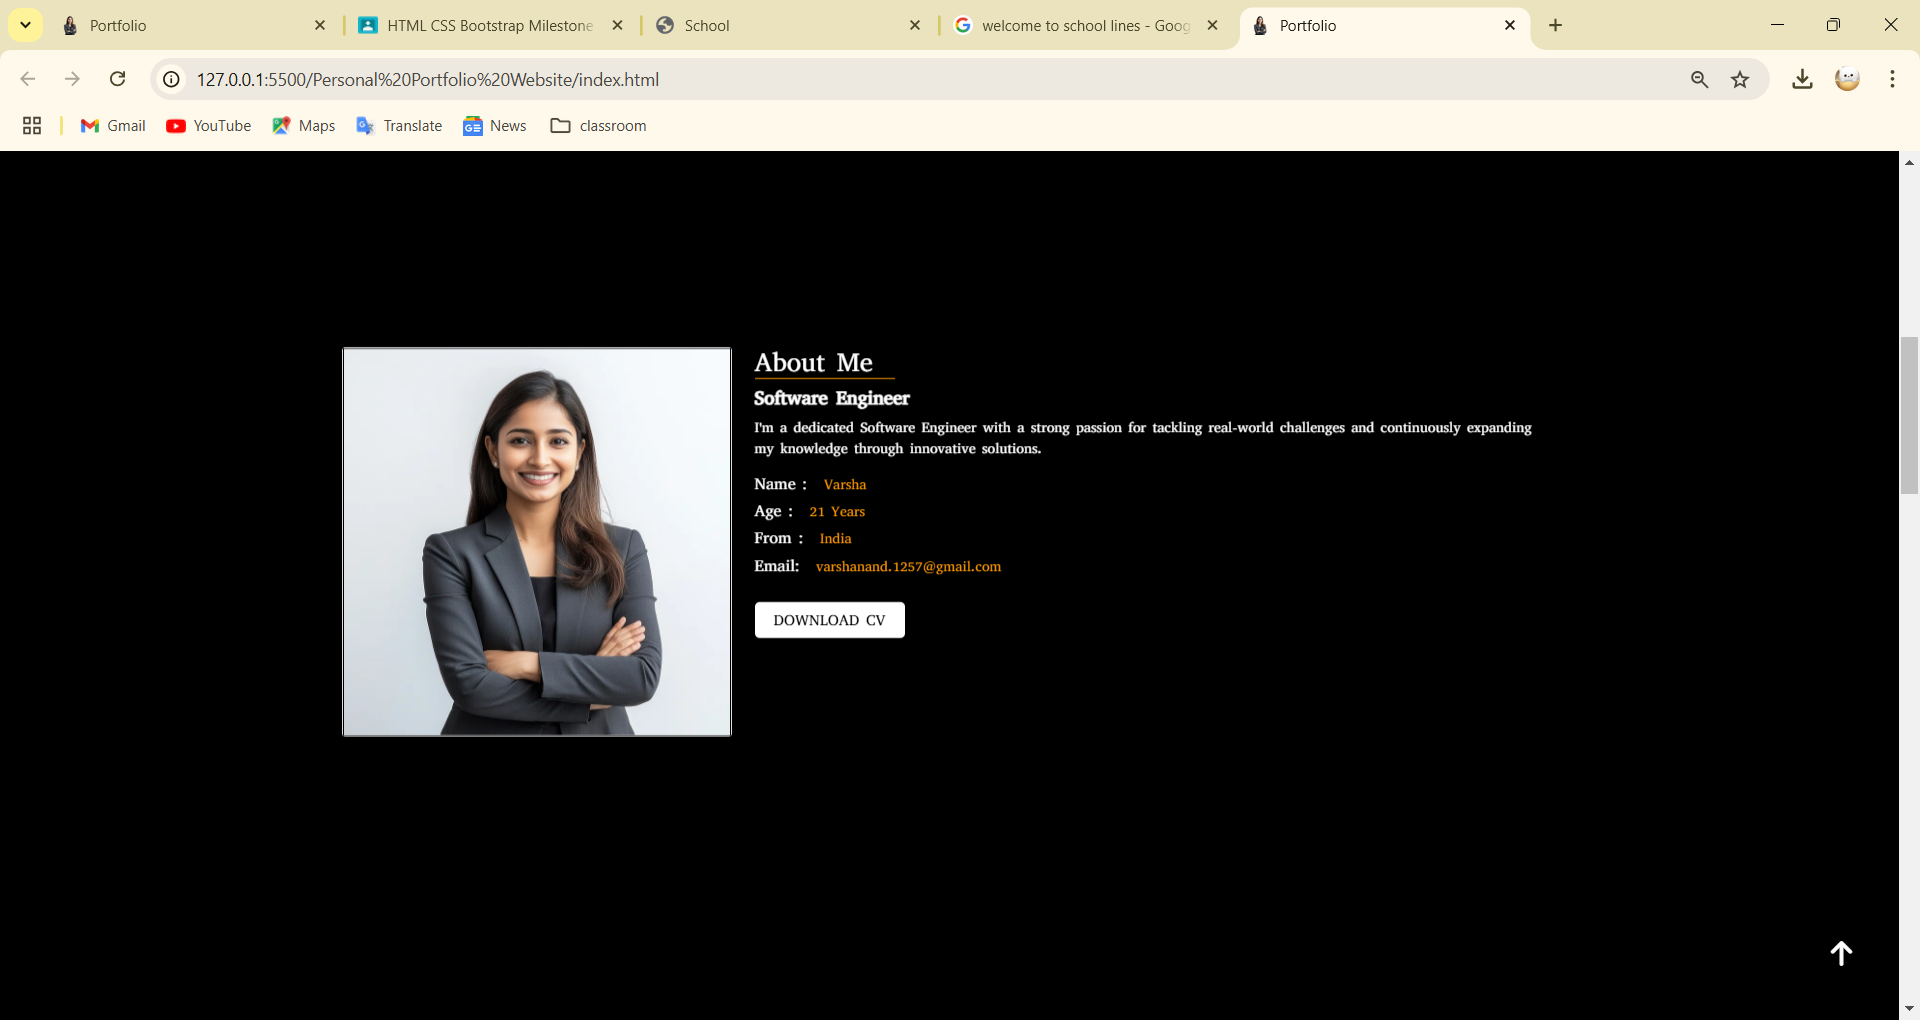 Portfolio
HTML CSS Bootstrap Milestone
School
welcome to school lines - Goog
Portfolio
127.0.0.1:5500/Personal%20Portfolio%20Website/index.html
Gmail
YouTube
Maps
Translate
News
classroom
About Me
Software Engineer
I'm a dedicated Software Engineer with a strong passion for tackling real-world challenges and continuously expanding
my knowledge through innovative solutions.
Name : Varsha
Age : 21 Years
From : India
Email: varshanand.1257@gmail.com
DOWNLOAD CV